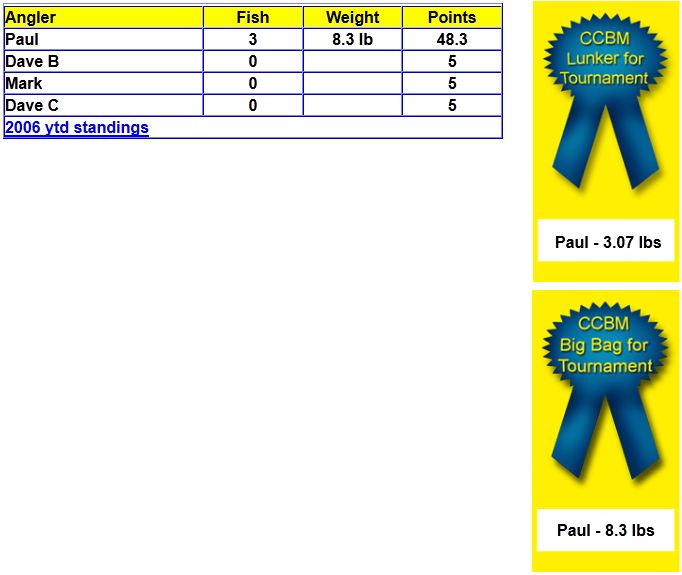 Angler Fish Weight Points
Paul 3 8.3 lb 48.3
Dave B 0 5
Mark 0 5
Dave C 0 5
2006 ytd standings
CCBM
Lunker for
Tournament
Paul - 3.07 lbs
CCBM
Big Bag for
Tournament
Paul - 8.3 lbs